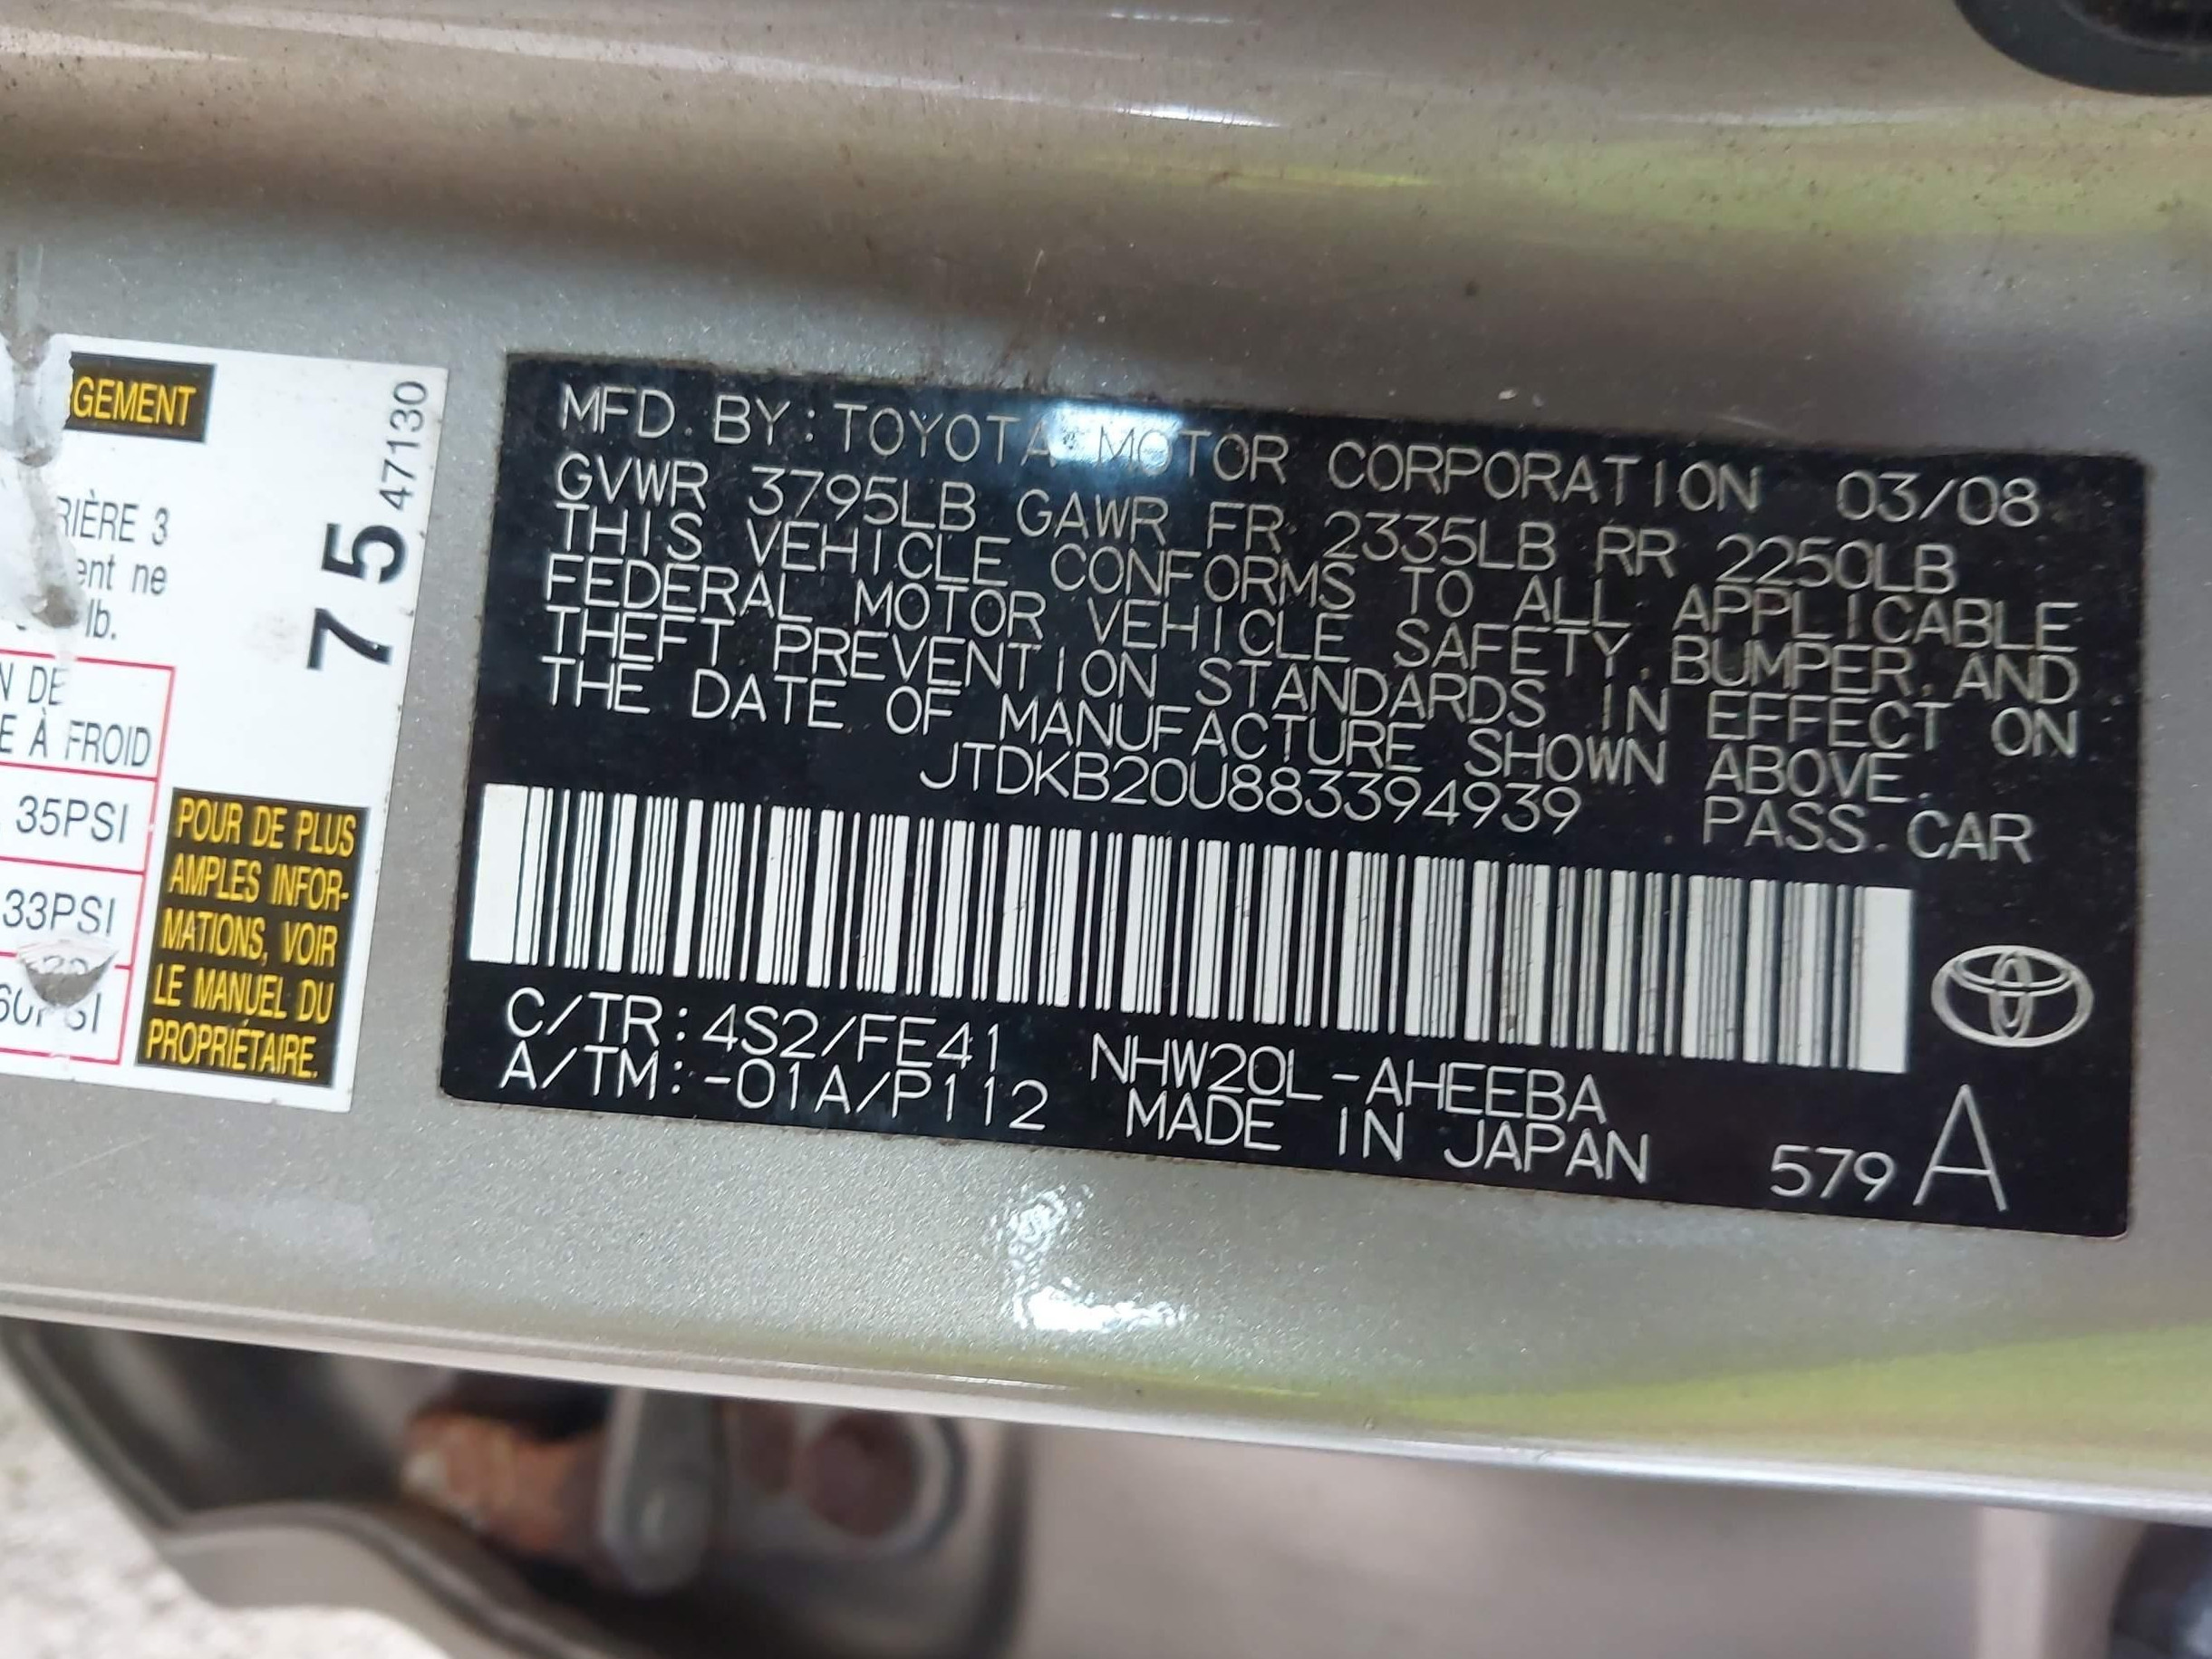 GEMENT
RIÈRE 3
ent ne
lb.
N DE
E À FROID
35PSI
33PSI
75
47130
POUR DE PLUS
AMPLES INFOR-
MATIONS, VOIR
LE MANUEL DU
PROPRIÉTAIRE.
MFD. BY: TOYOTA MOTOR CORPORATION 03/08
GVWR 3795LB GAWR FR 2335LB RR 2250LB
THIS VEHICLE CONFORMS TO ALL APPLICABLE
FEDERAL MOTOR VEHICLE SAFETY, BUMPER, AND
THEFT PREVENTION STANDARDS IN EFFECT ON
THE DATE OF MANUFACTURE SHOWN ABOVE.
JTDKB20U883394939 PASS. CAR
C/TR: 4S2/FE41 NHW20L-AHEEBA
A/TM: -01A/P112 MADE IN JAPAN 579 A